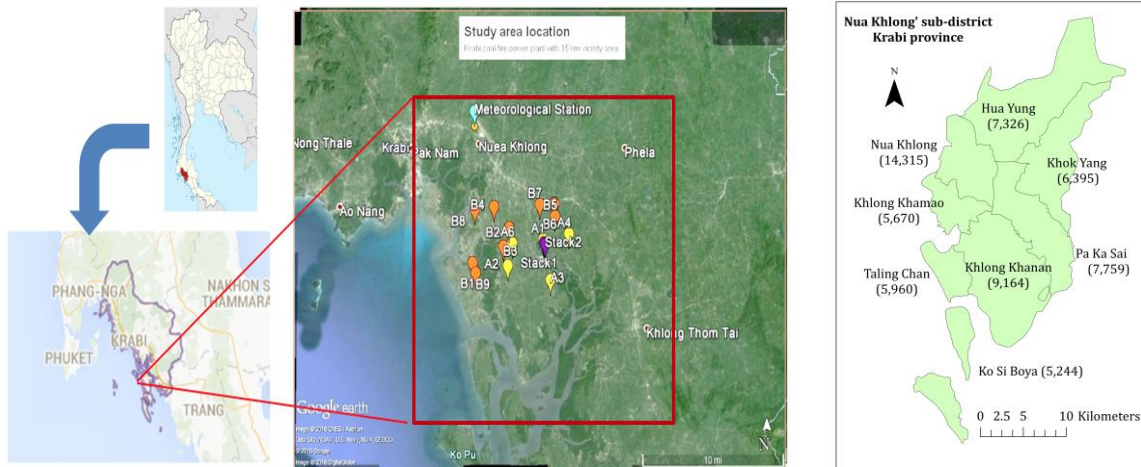 PHANG-NGA
NAKHON S
THAMMARA
KRABI
PHUKET
TRANG
Study area location
Krabi coal fire power plant with 15 km vicinity area
Meteorological Station
Nong Thale
Krabi
Pak Nam
Nuea Khlong
Phela
Ao Nang
B7
B4
B5
B8
B6
A4
B2
A6
A1
Stack2
B3
A2
Stack1
A3
B1
B9
Khlong Thom Tai
Google earth
Image © 2016 DigitalGlobe
Ko Pu
N
10 mi
Nua Khlong' sub-district
Krabi province
N
Hua Yung
(7,326)
Nua Khlong
(14,315)
Khok Yang
(6,395)
Khlong Khamao
(5,670)
Pa Ka Sai
(7,759)
Taling Chan
(5,960)
Khlong Khanan
(9,164)
Ko Si Boya (5,244)
0 2.5 5 10 Kilometers